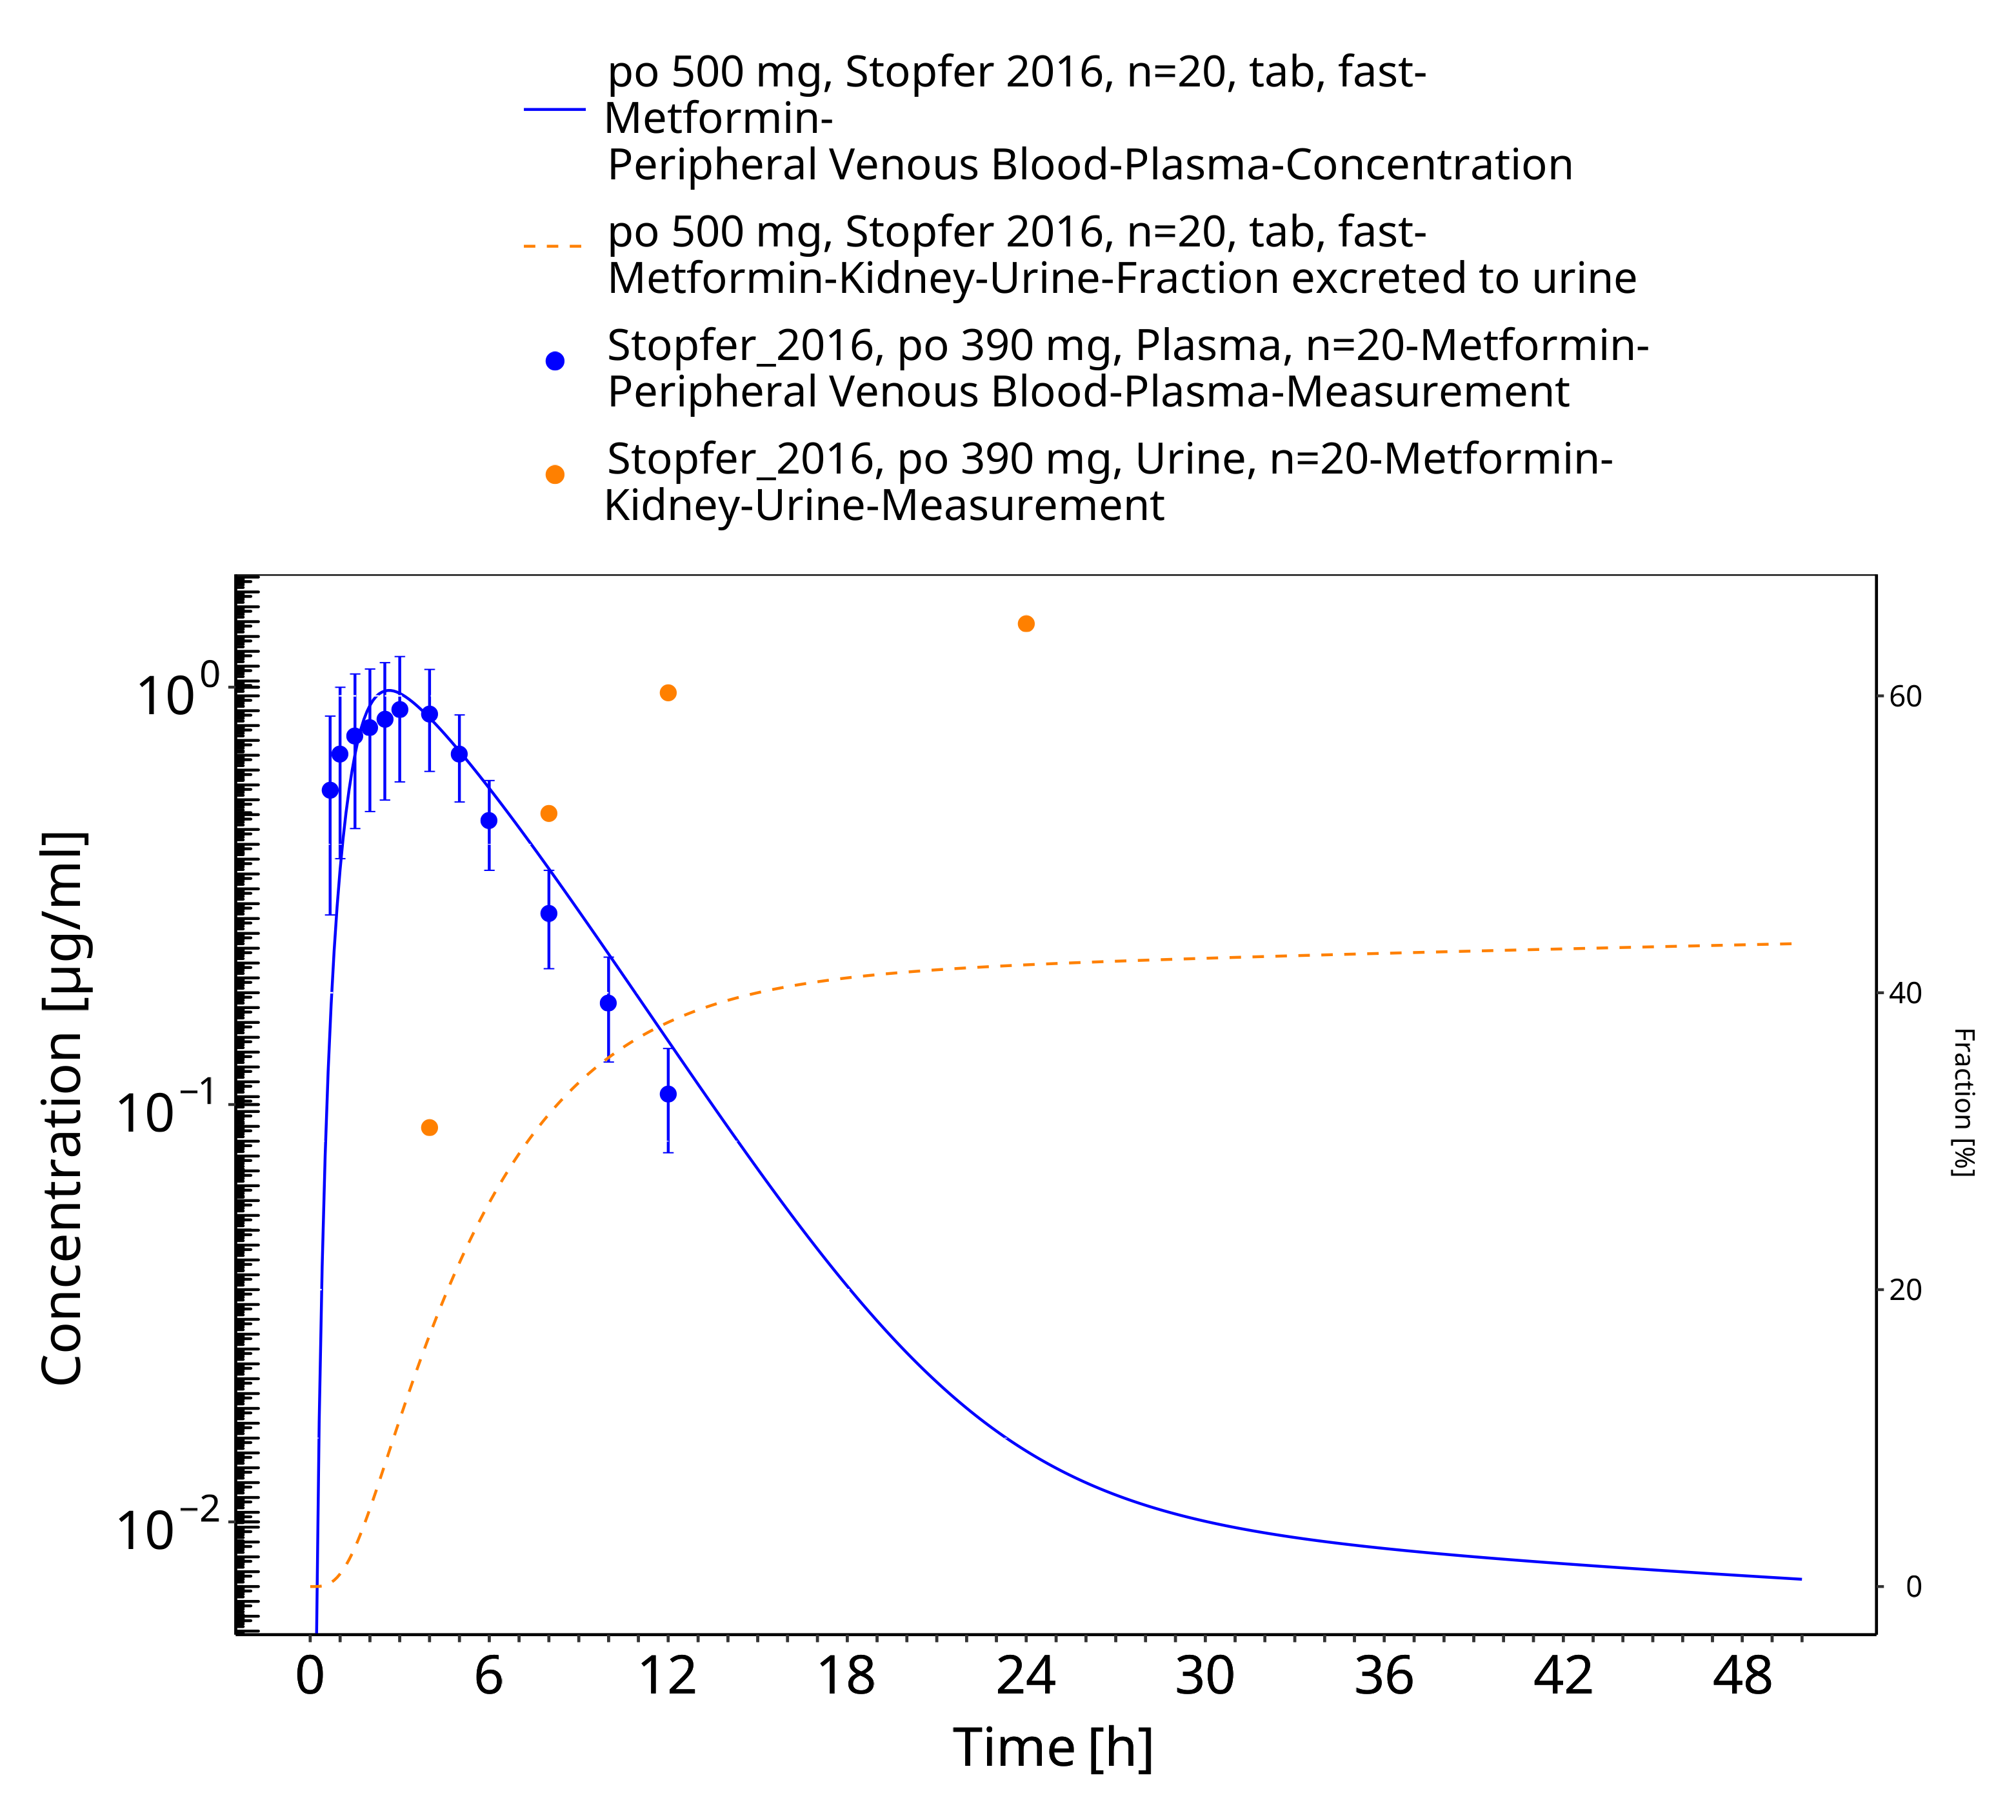 po 500 mg, Stopfer 2016, n=20, tab, fast-
Metformin-
Peripheral Venous Blood-Plasma-Concentration
po 500 mg, Stopfer 2016, n=20, tab, fast-
Metformin-Kidney-Urine-Fraction excreted to urine
Stopfer_2016, po 390 mg, Plasma, n=20-Metformin-
Peripheral Venous Blood-Plasma-Measurement
Stopfer_2016, po 390 mg, Urine, n=20-Metformin-
Kidney-Urine-Measurement
Concentration [µg/ml]
10⁰
10⁻¹
10⁻²
60
40
20
0
Fraction [%]
0 6 12 18 24 30 36 42 48
Time [h]